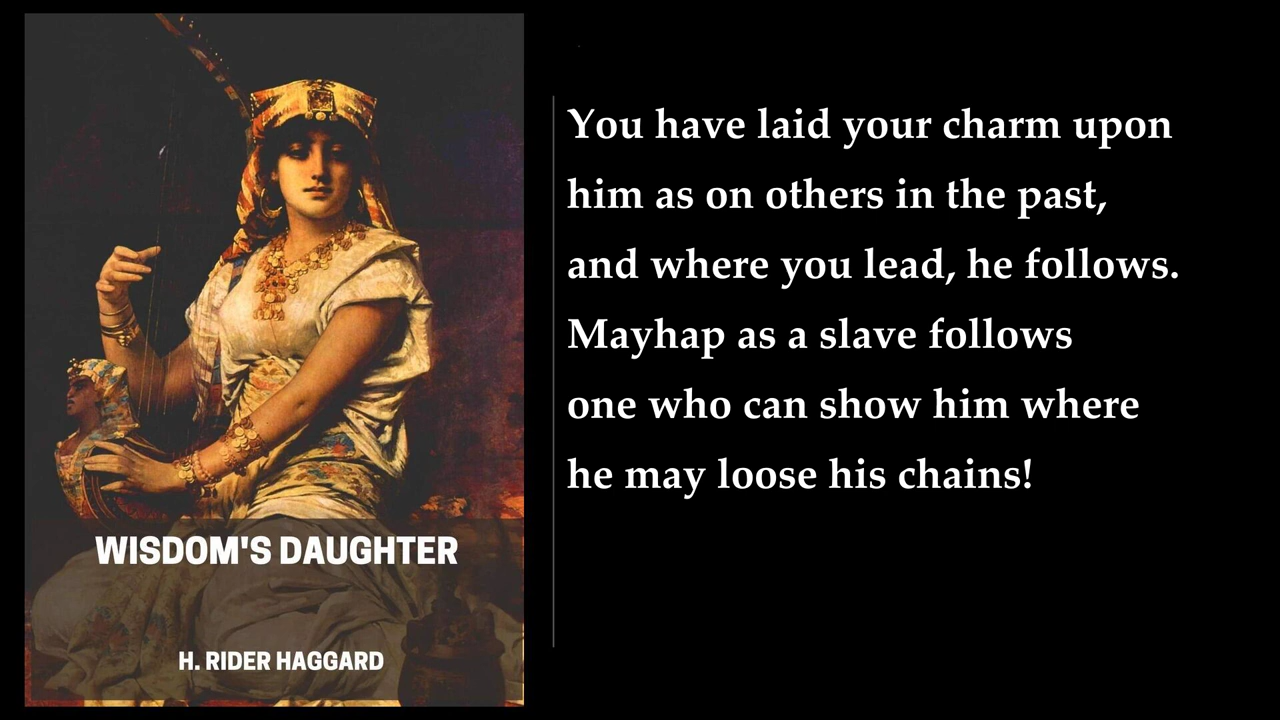 WISDOM'S DAUGHTER
H. RIDER HAGGARD
You have laid your charm upon
him as on others in the past,
and where you lead, he follows.
Mayhap as a slave follows
one who can show him where
he may loose his chains!